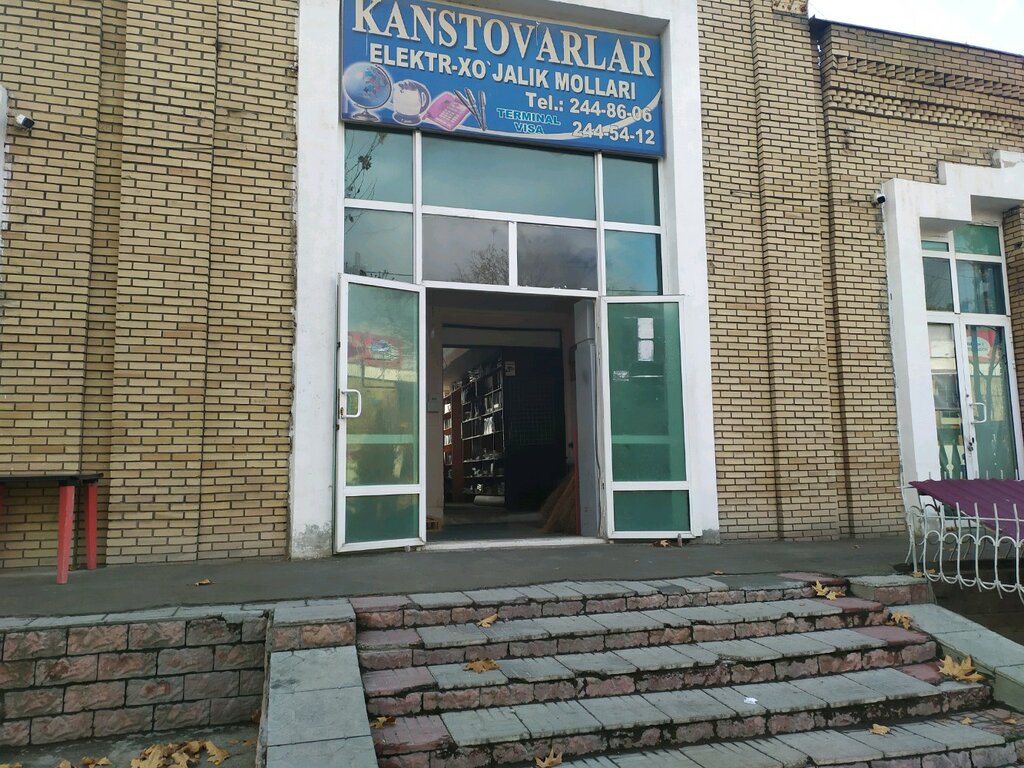 KANSTOVARLAR
ELEKTR-XO`JALIK MOLLARI
Tel.: 244-86-06
TERMINAL
VISA
244-54-12